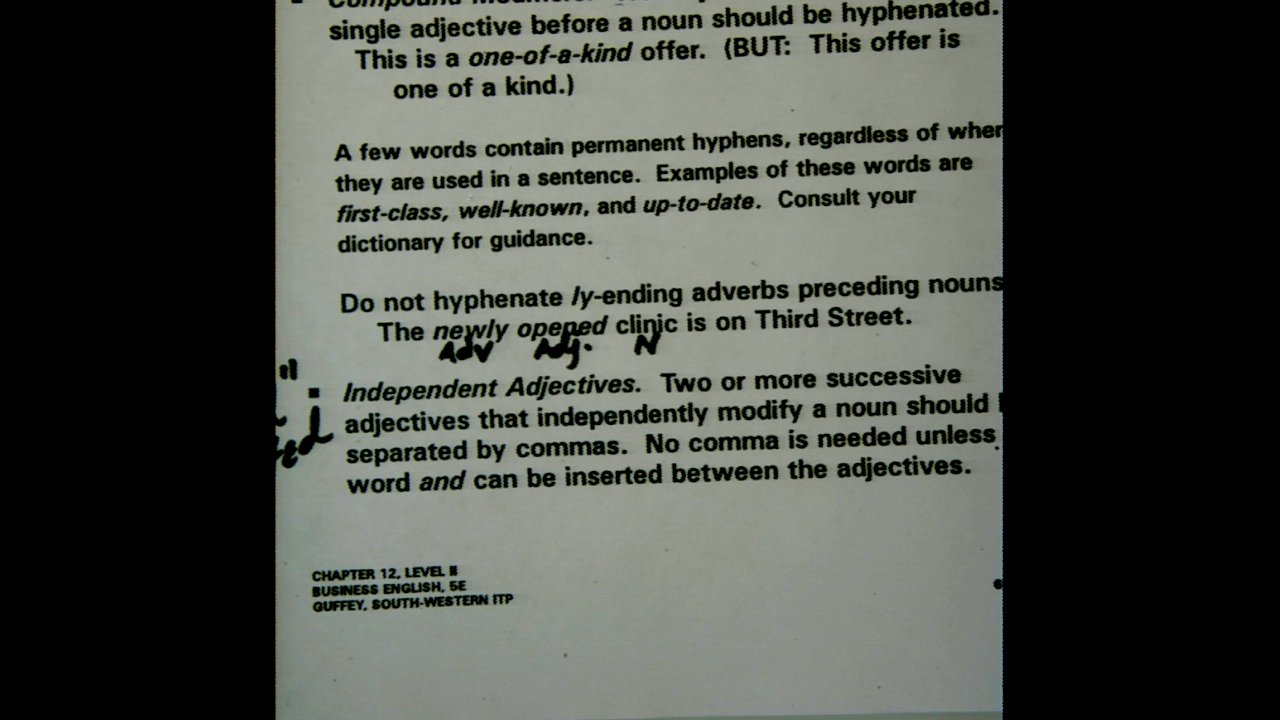 Compound
single adjective before a noun should be hyphenated.
This is a one-of-a-kind offer. (BUT: This offer is
one of a kind.)
A few words contain permanent hyphens, regardless of wher
they are used in a sentence. Examples of these words are
first-class, well-known, and up-to-date. Consult your
dictionary for guidance.
Do not hyphenate ly-ending adverbs preceding nouns
The newly opened clinic is on Third Street.
Adv Adj. N
■ Independent Adjectives. Two or more successive
adjectives that independently modify a noun should
separated by commas. No comma is needed unless
word and can be inserted between the adjectives.
CHAPTER 12, LEVEL II
BUSINESS ENGLISH, 5E
GUFFEY, SOUTH-WESTERN ITP